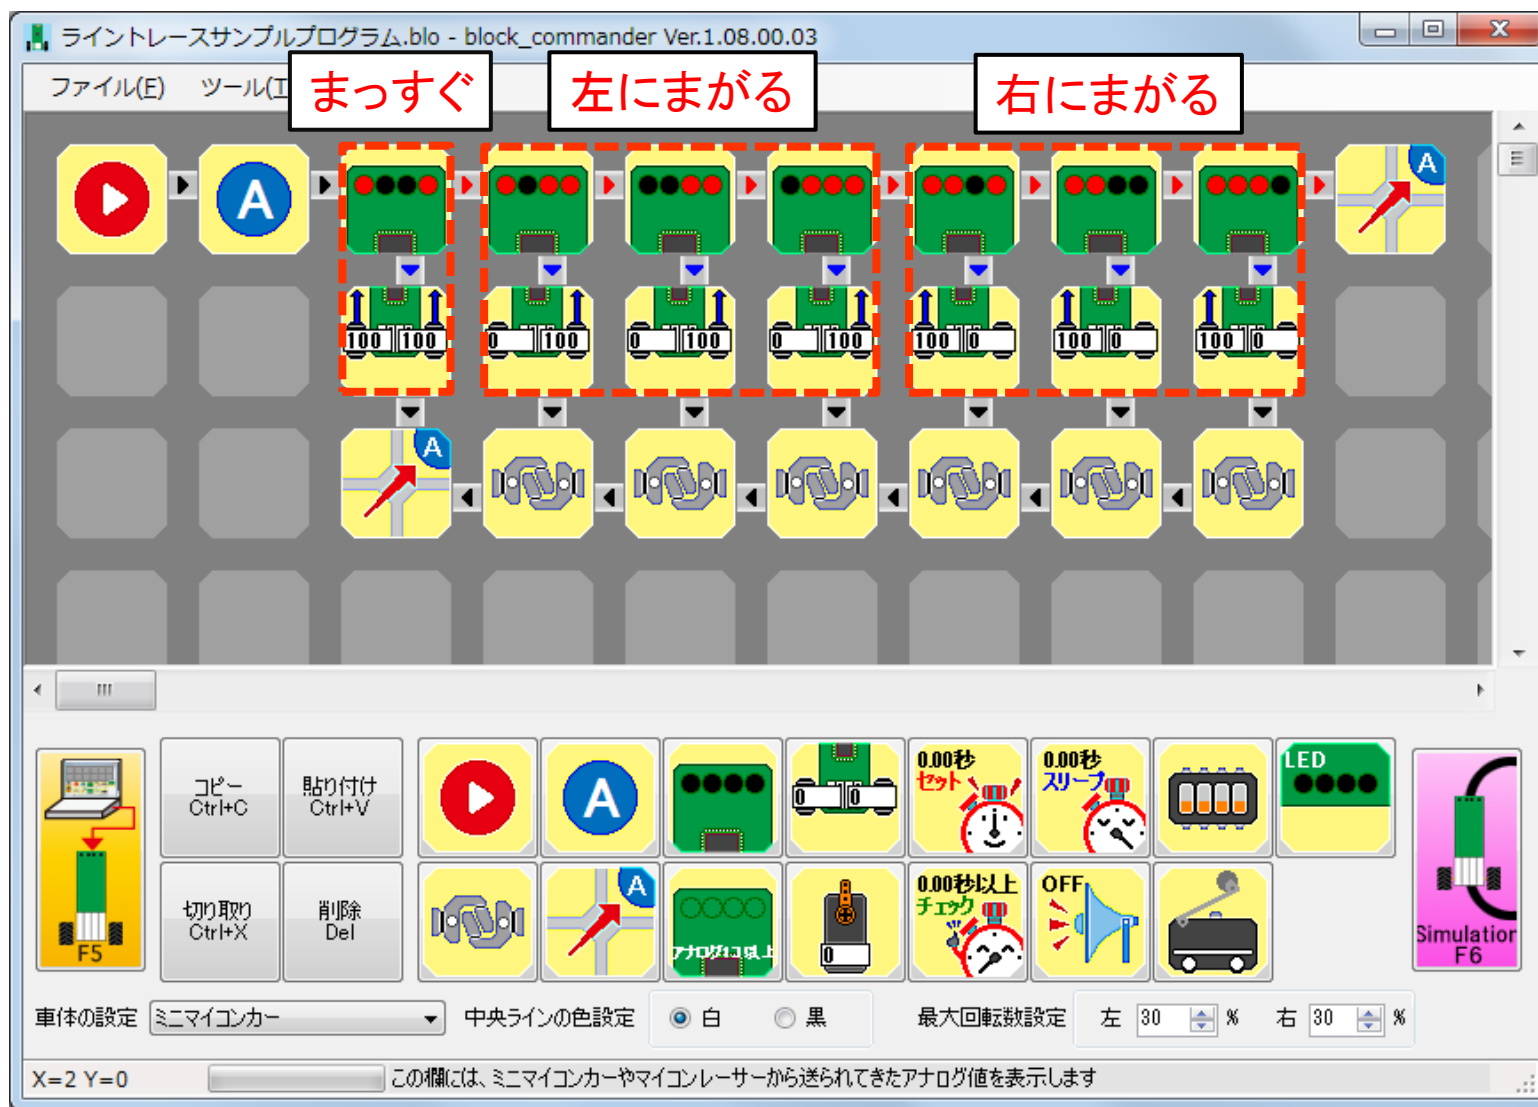 ライントレースサンプルプログラム.blo - block_commander Ver.1.08.00.03
ファイル(F) ツール(T
まっすぐ
左にまがる
右にまがる
A
A
100 100
0 100
0 100
0 100
100 0
100 0
100 0
A
F5
コピー
Ctrl+C
貼り付け
Ctrl+V
切り取り
Ctrl+X
削除
Del
A
0 0
0.00秒
セット
0.00秒
スリープ
LED
A
アナログ1コ以上
0
0.00秒以上
チェック
OFF
Simulation
F6
車体の設定 ミニマイコンカー 中央ラインの色設定 白 黒 最大回転数設定 左 30 % 右 30 %
X=2 Y=0 この欄には、ミニマイコンカーやマイコンレーサーから送られてきたアナログ値を表示します